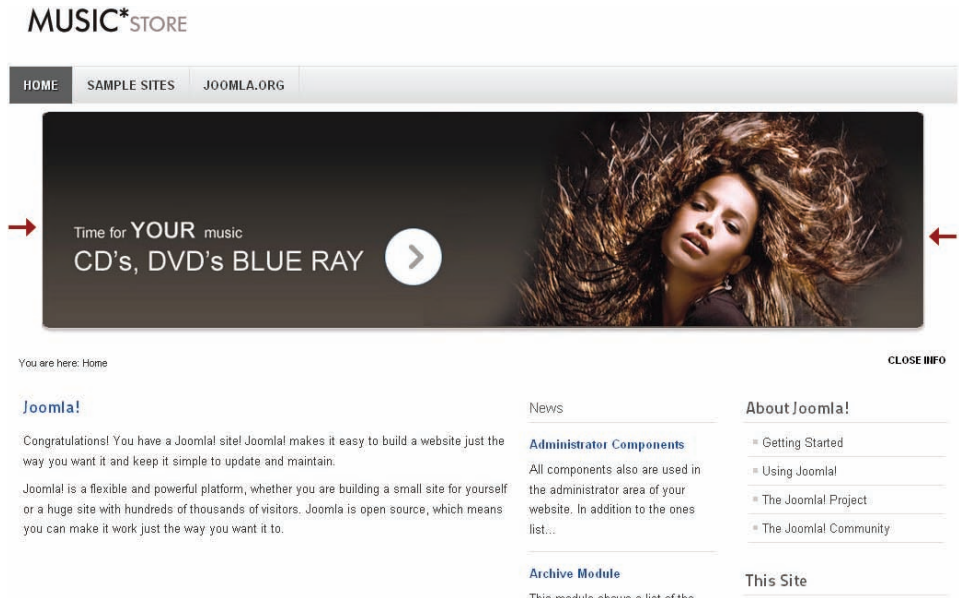 MUSIC*STORE
HOME SAMPLE SITES JOOMLA.ORG
Time for YOUR music
CD's, DVD's BLUE RAY
You are here: Home
CLOSE INFO
Joomla!
Congratulations! You have a Joomla! site! Joomla! makes it easy to build a website just the
way you want it and keep it simple to update and maintain.
Joomla! is a flexible and powerful platform, whether you are building a small site for yourself
or a huge site with hundreds of thousands of visitors. Joomla is open source, which means
you can make it work just the way you want it to.
News
Administrator Components
All components also are used in
the administrator area of your
website. In addition to the ones
list...
Archive Module
This module shows a list of the
About Joomla!
Getting Started
Using Joomla!
The Joomla! Project
The Joomla! Community
This Site